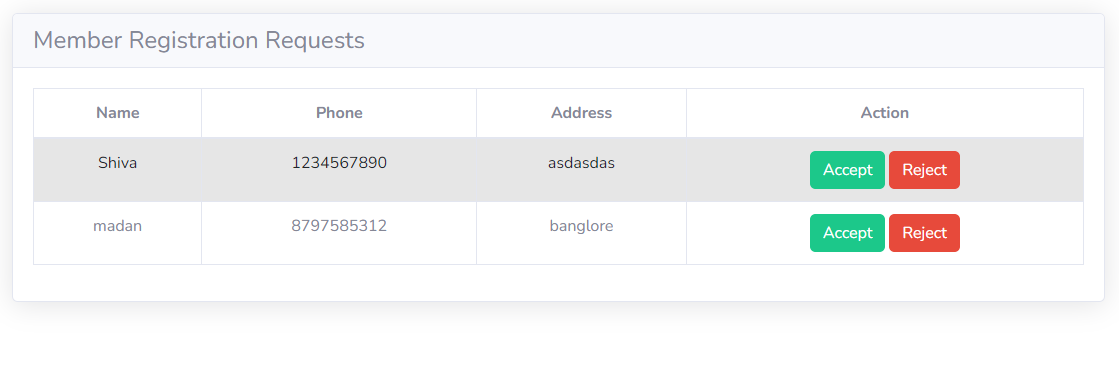 Member Registration Requests
Name Phone Address Action
Shiva 1234567890 asdasdas Accept Reject
madan 8797585312 banglore Accept Reject